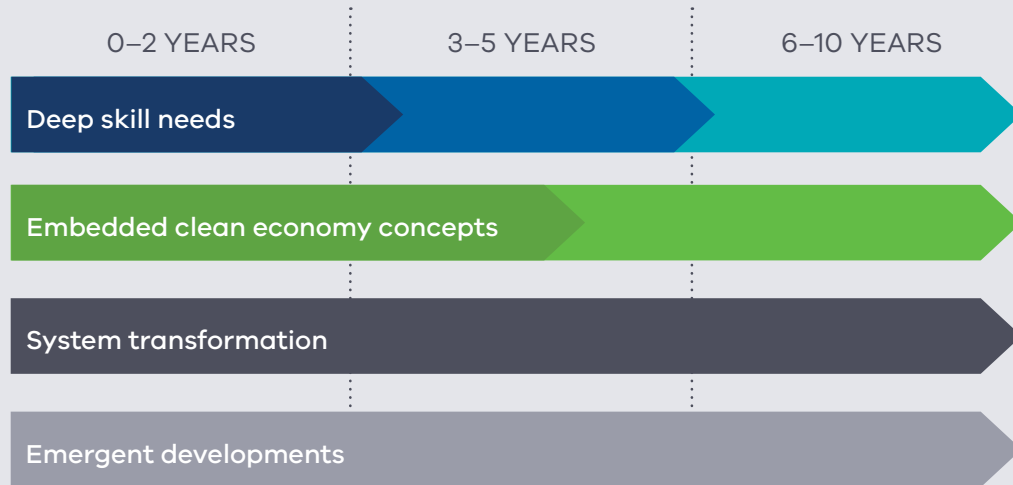 0–2 YEARS 3–5 YEARS 6–10 YEARS
Deep skill needs
Embedded clean economy concepts
System transformation
Emergent developments